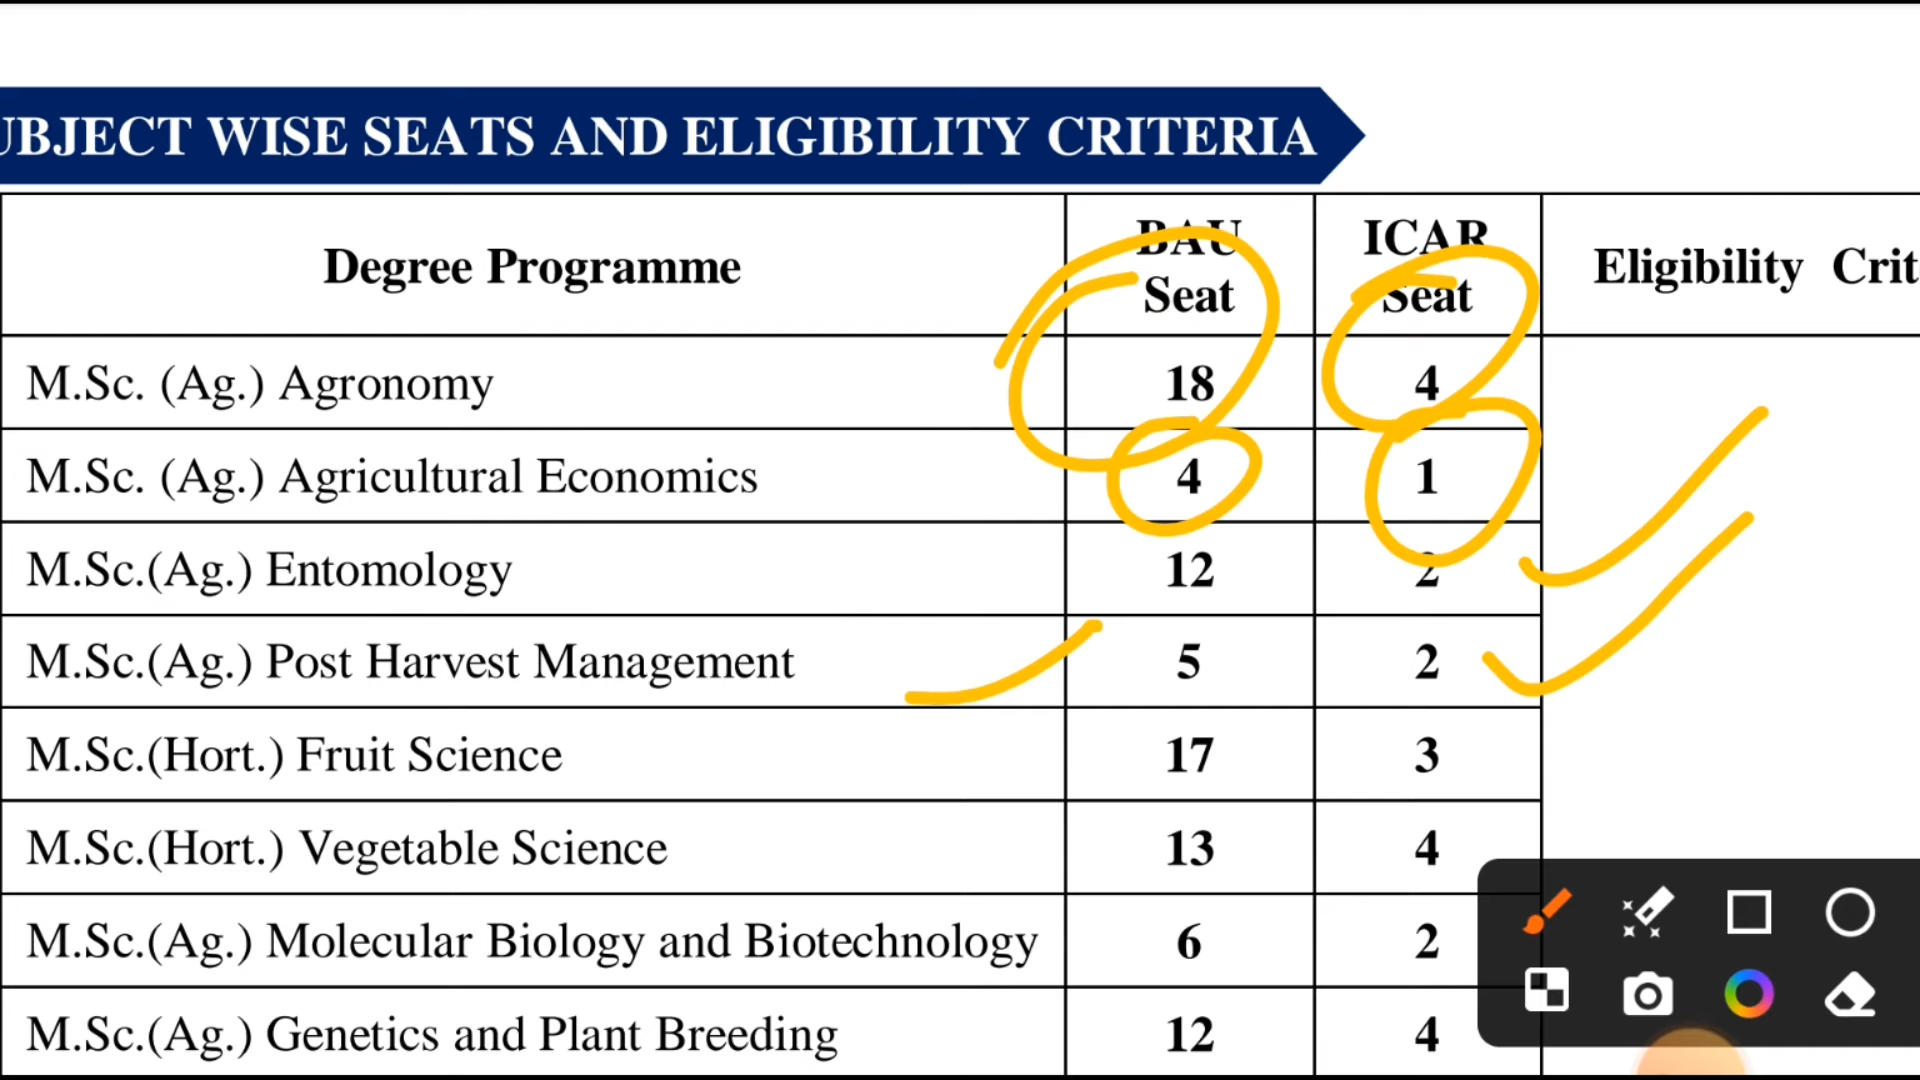 UBJECT WISE SEATS AND ELIGIBILITY CRITERIA
Degree Programme BAU Seat ICAR Seat Eligibility Crit
M.Sc. (Ag.) Agronomy 18 4
M.Sc. (Ag.) Agricultural Economics 4 1
M.Sc.(Ag.) Entomology 12 2
M.Sc.(Ag.) Post Harvest Management 5 2
M.Sc.(Hort.) Fruit Science 17 3
M.Sc.(Hort.) Vegetable Science 13 4
M.Sc.(Ag.) Molecular Biology and Biotechnology 6 2
M.Sc.(Ag.) Genetics and Plant Breeding 12 4